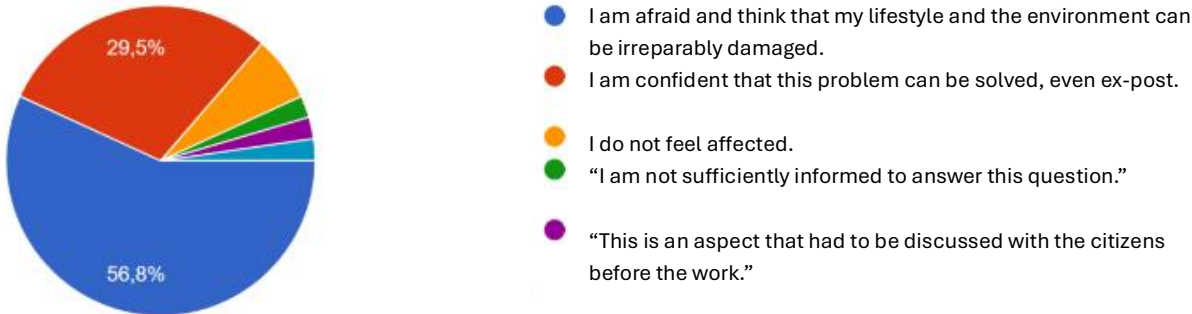 29,5%
56,8%
I am afraid and think that my lifestyle and the environment can
be irreparably damaged.
I am confident that this problem can be solved, even ex-post.
I do not feel affected.
“I am not sufficiently informed to answer this question.”
“This is an aspect that had to be discussed with the citizens
before the work.”